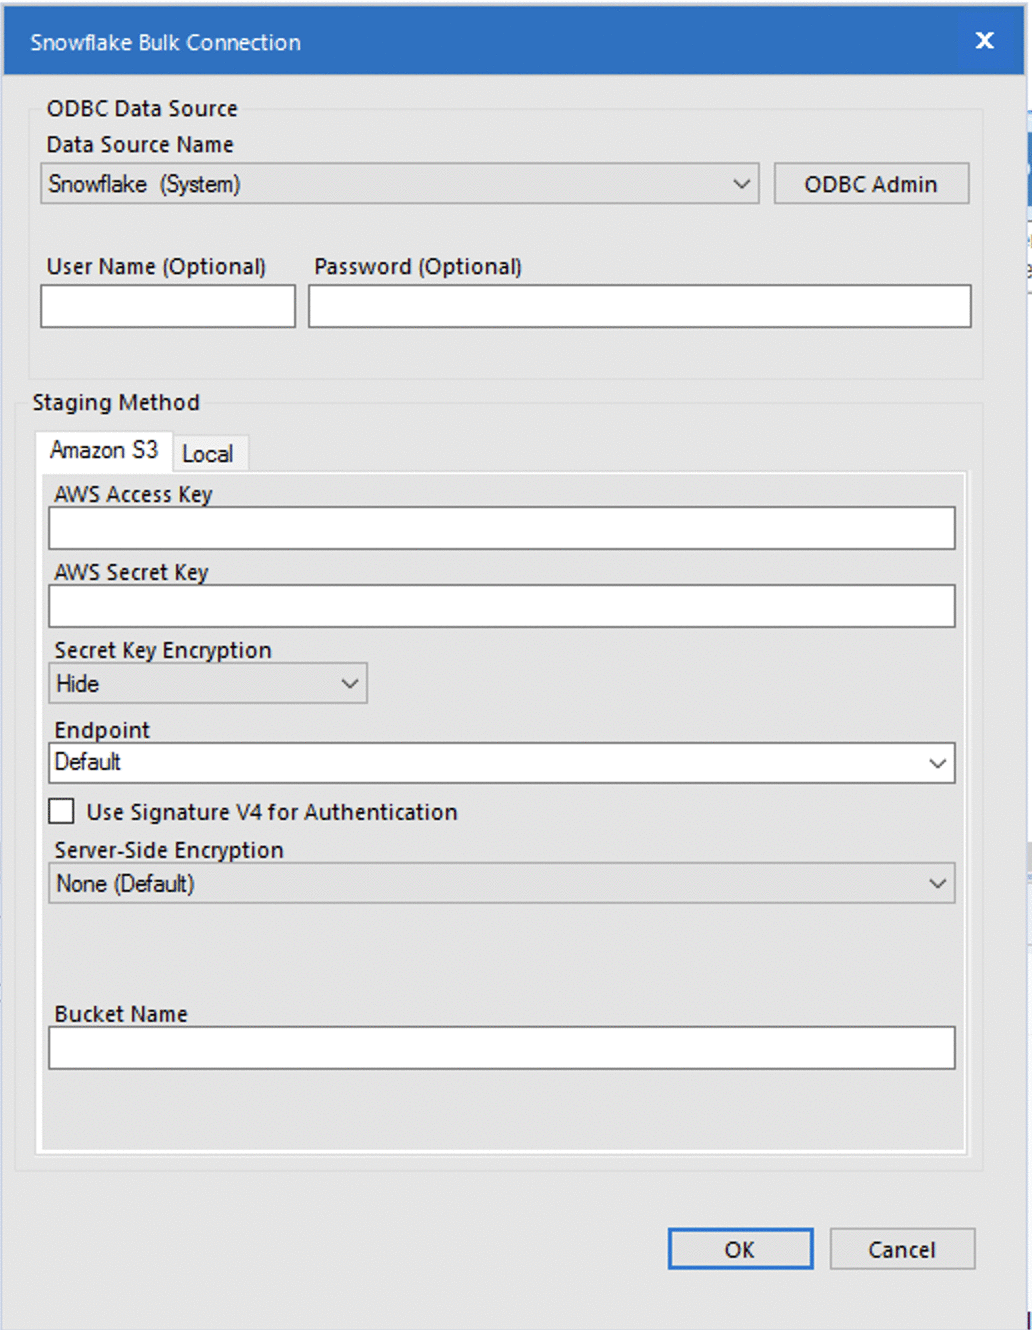 Snowflake Bulk Connection
ODBC Data Source
Data Source Name
Snowflake (System)
ODBC Admin
User Name (Optional) Password (Optional)
Staging Method
Amazon S3 Local
AWS Access Key
AWS Secret Key
Secret Key Encryption
Hide
Endpoint
Default
Use Signature V4 for Authentication
Server-Side Encryption
None (Default)
Bucket Name
OK Cancel